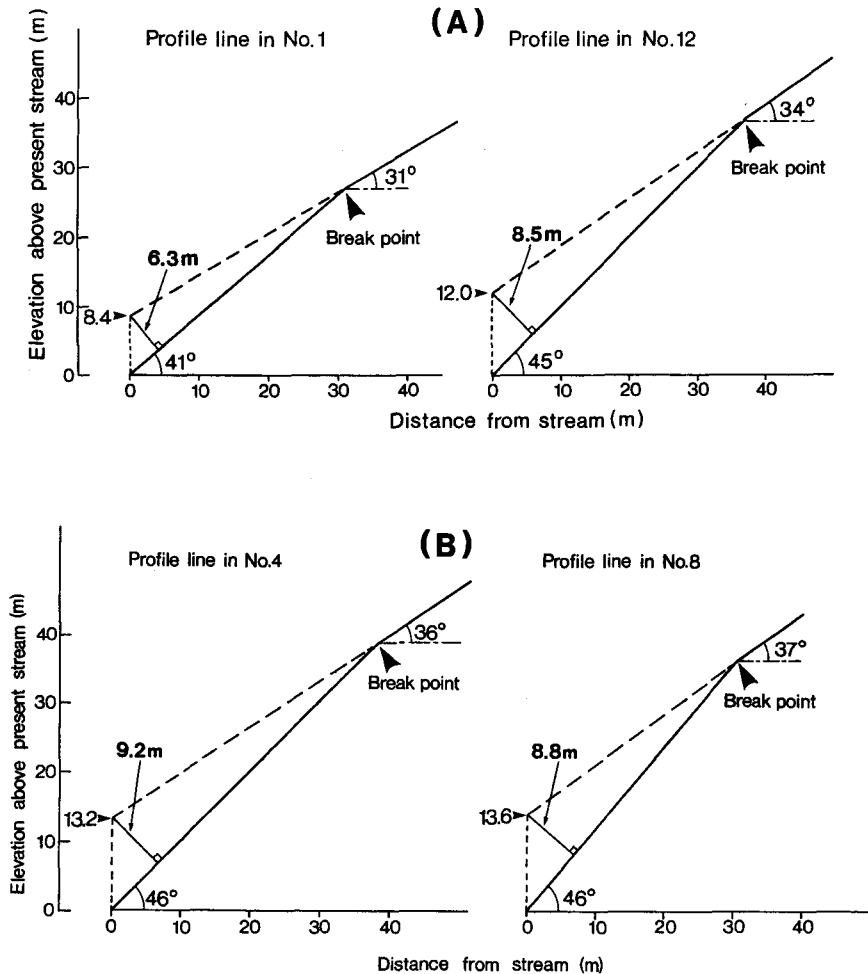 (A)
Profile line in No.1
Profile line in No.12
Elevation above present stream (m)
40
30
20
10
0
8.4
6.3m
41°
31°
Break point
0 10 20 30 40
12.0
8.5m
45°
34°
Break point
0 10 20 30 40
Distance from stream (m)
(B)
Profile line in No.4
Profile line in No.8
Elevation above present stream (m)
40
30
20
10
0
13.2
9.2m
46°
36°
Break point
0 10 20 30 40
13.6
8.8m
46°
37°
Break point
0 10 20 30 40
Distance from stream (m)